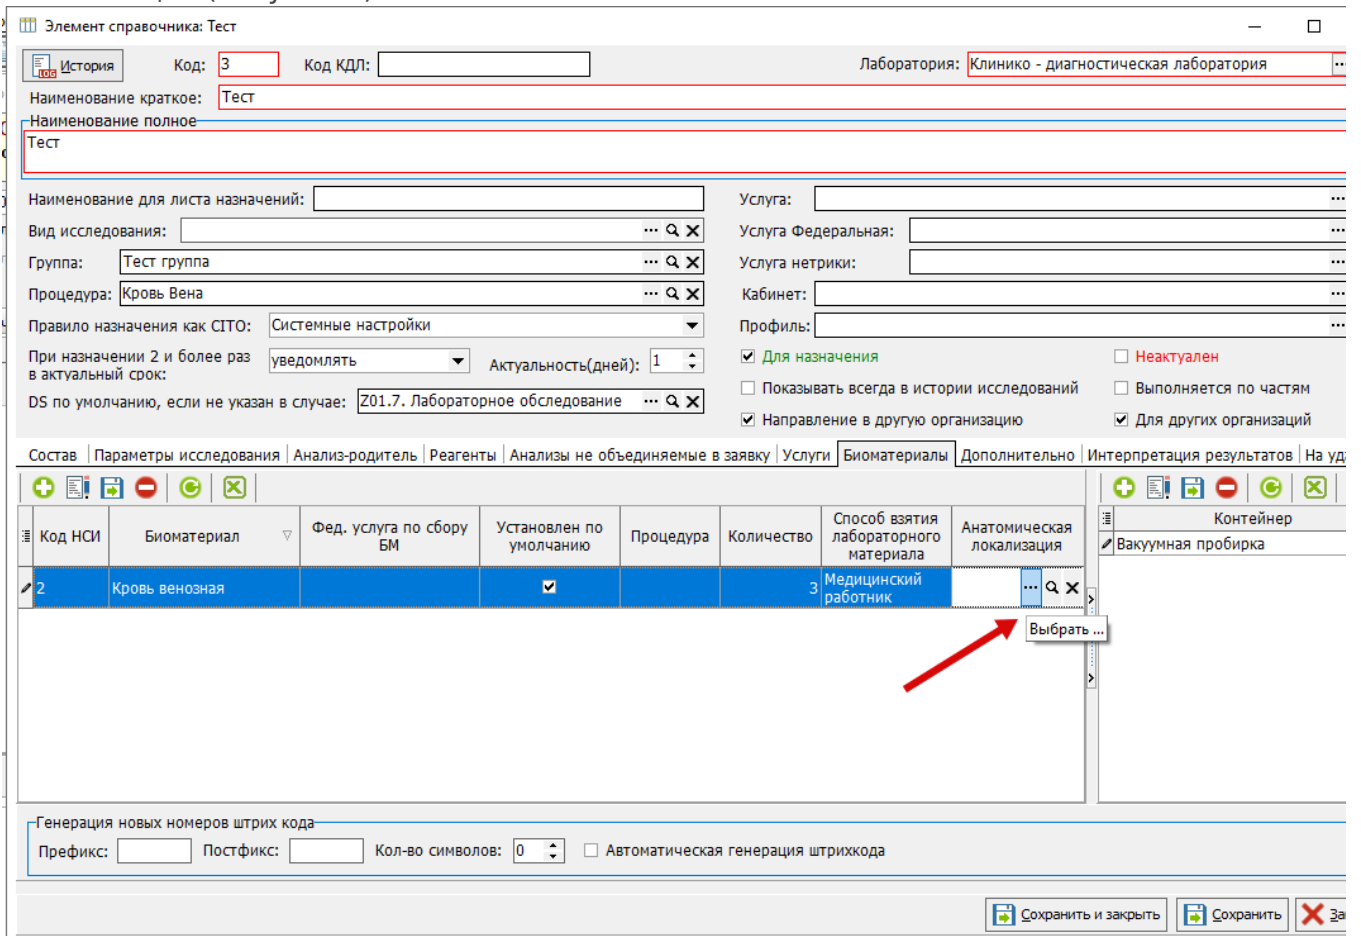 Элемент справочника: Тест
История Код: 3 Код КДЛ: Лаборатория: Клинико - диагностическая лаборатория ...
Наименование краткое: Тест
Наименование полное
Тест
Наименование для листа назначений: Услуга: ...
Вид исследования: ... Услуга Федеральная: ...
Группа: Тест группа ... Услуга нетрики: ...
Процедура: Кровь Вена ... Кабинет: ...
Правило назначения как CITO: Системные настройки Профиль: ...
При назначении 2 и более раз
в актуальный срок: уведомлять Актуальность(дней): 1 Для назначения Неактуален
Показывать всегда в истории исследований Выполняется по частям
DS по умолчанию, если не указан в случае: Z01.7. Лабораторное обследование ...
Направление в другую организацию Для других организаций
Состав Параметры исследования Анализ-родитель Реагенты Анализы не объединяемые в заявку Услуги Биоматериалы Дополнительно Интерпретация результатов На уд
LOG
Код НСИ Биоматериал Фед. услуга по сбору
БМ Установлен по
умолчанию Процедура Количество Способ взятия
лабораторного
материала Анатомическая
локализация
Контейнер
Вакуумная пробирка
2 Кровь венозная 3 Медицинский
работник ...
Выбрать ...
Генерация новых номеров штрих кода
Префикс: Постфикс: Кол-во символов: 0 Автоматическая генерация штрихкода
Сохранить и закрыть Сохранить За